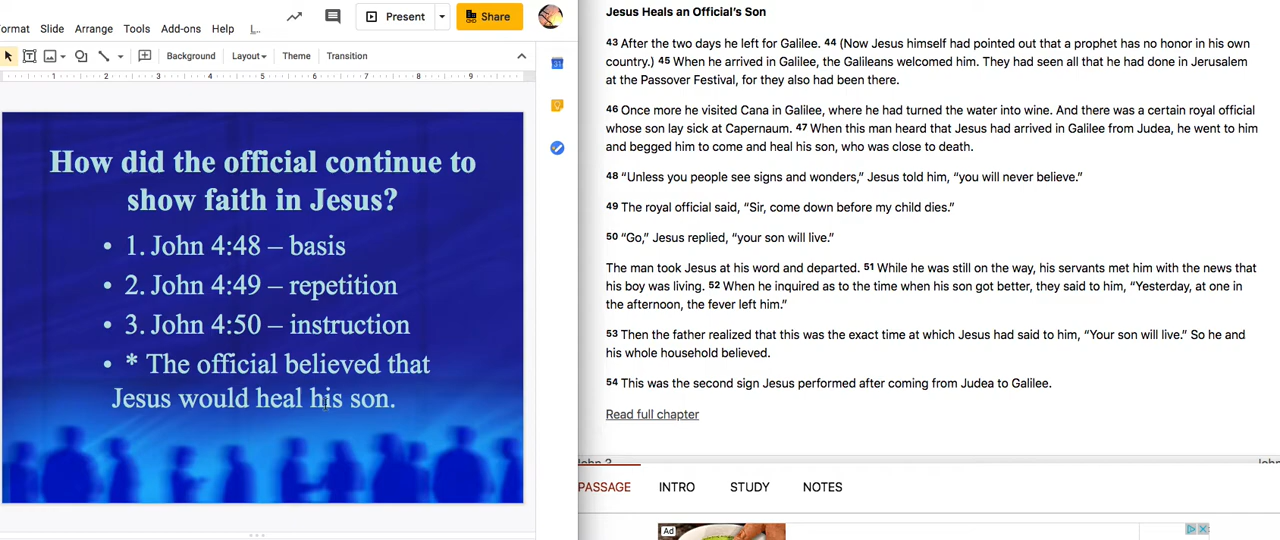 ormat Slide Arrange Tools Add-ons Help
Present
Share
Background Layout Theme Transition
1 2 3 4 5 6 7 8 9
How did the official continue to
show faith in Jesus?
• 1. John 4:48 – basis
• 2. John 4:49 – repetition
• 3. John 4:50 – instruction
• * The official believed that
Jesus would heal his son.
Jesus Heals an Official’s Son
43 After the two days he left for Galilee. 44 (Now Jesus himself had pointed out that a prophet has no honor in his own
country.) 45 When he arrived in Galilee, the Galileans welcomed him. They had seen all that he had done in Jerusalem
at the Passover Festival, for they also had been there.
46 Once more he visited Cana in Galilee, where he had turned the water into wine. And there was a certain royal official
whose son lay sick at Capernaum. 47 When this man heard that Jesus had arrived in Galilee from Judea, he went to him
and begged him to come and heal his son, who was close to death.
48 “Unless you people see signs and wonders,” Jesus told him, “you will never believe.”
49 The royal official said, “Sir, come down before my child dies.”
50 “Go,” Jesus replied, “your son will live.”
The man took Jesus at his word and departed. 51 While he was still on the way, his servants met him with the news that
his boy was living. 52 When he inquired as to the time when his son got better, they said to him, “Yesterday, at one in
the afternoon, the fever left him.”
53 Then the father realized that this was the exact time at which Jesus had said to him, “Your son will live.” So he and
his whole household believed.
54 This was the second sign Jesus performed after coming from Judea to Galilee.
Read full chapter
PASSAGE INTRO STUDY NOTES
Ad